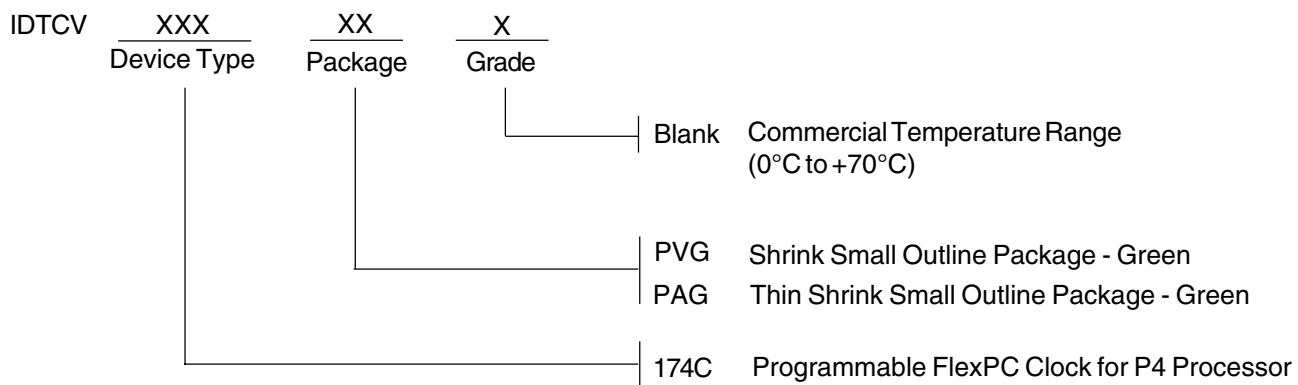 IDTCV XXX XX X
Device Type Package Grade
Blank Commercial Temperature Range
(0°C to +70°C)
PVG Shrink Small Outline Package - Green
PAG Thin Shrink Small Outline Package - Green
174C Programmable FlexPC Clock for P4 Processor